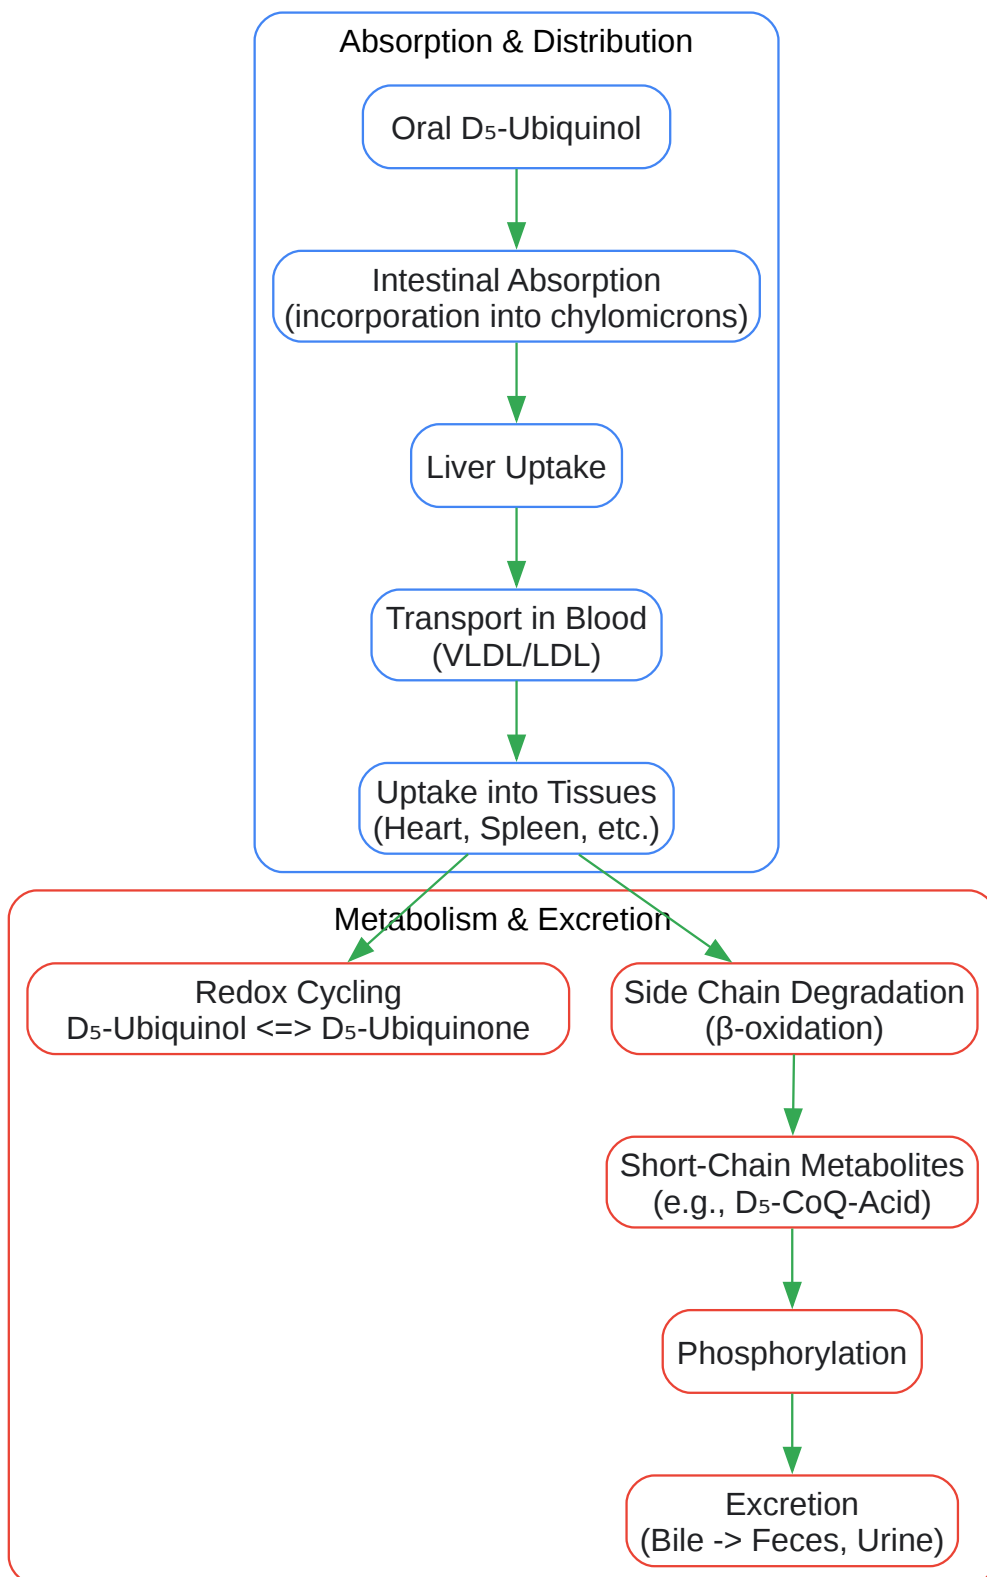 Absorption & Distribution
Oral D₅-Ubiquinol
Intestinal Absorption
(incorporation into chylomicrons)
Liver Uptake
Transport in Blood
(VLDL/LDL)
Uptake into Tissues
(Heart, Spleen, etc.)
Metabolism & Excretion
Redox Cycling
D₅-Ubiquinol <=> D₅-Ubiquinone
Side Chain Degradation
(β-oxidation)
Short-Chain Metabolites
(e.g., D₅-CoQ-Acid)
Phosphorylation
Excretion
(Bile -> Feces, Urine)